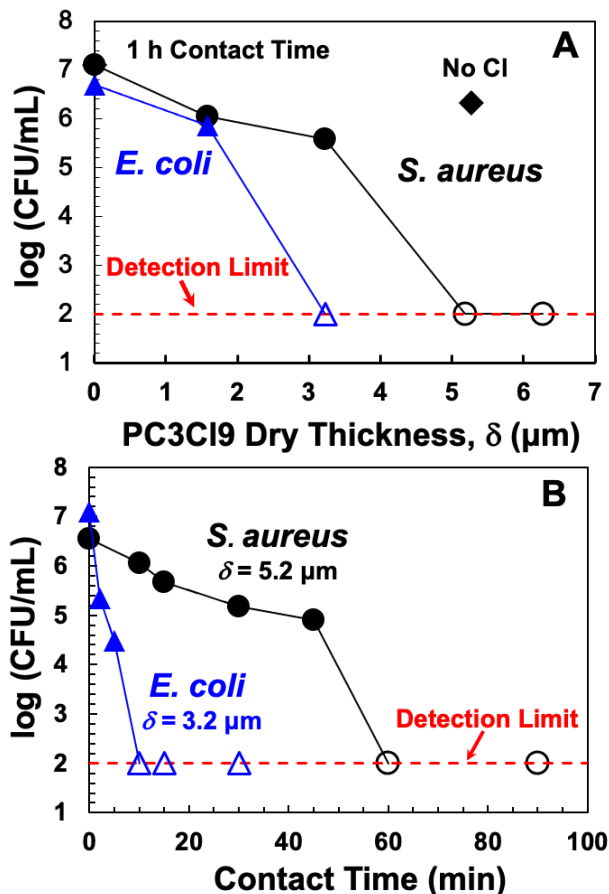 A
1 h Contact Time
No Cl
E. coli
S. aureus
Detection Limit
log (CFU/mL)
8
7
6
5
4
3
2
1
0 1 2 3 4 5 6 7
PC3Cl9 Dry Thickness, δ (µm)
B
S. aureus
δ = 5.2 µm
E. coli
δ = 3.2 µm
Detection Limit
log (CFU/mL)
8
7
6
5
4
3
2
1
0 20 40 60 80 100
Contact Time (min)